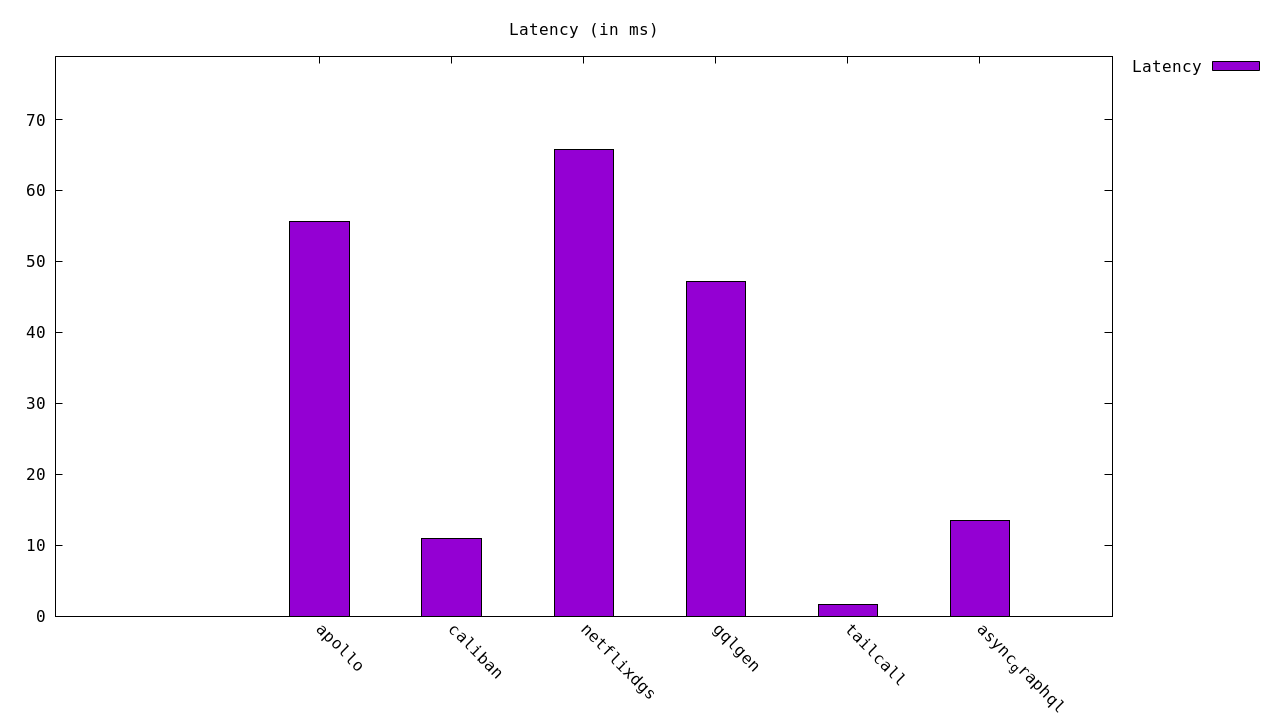 Latency (in ms)
Latency
70
60
50
40
30
20
10
0
apollo
caliban
netflixdgs
gqlgen
tailcall
asyncgraphql